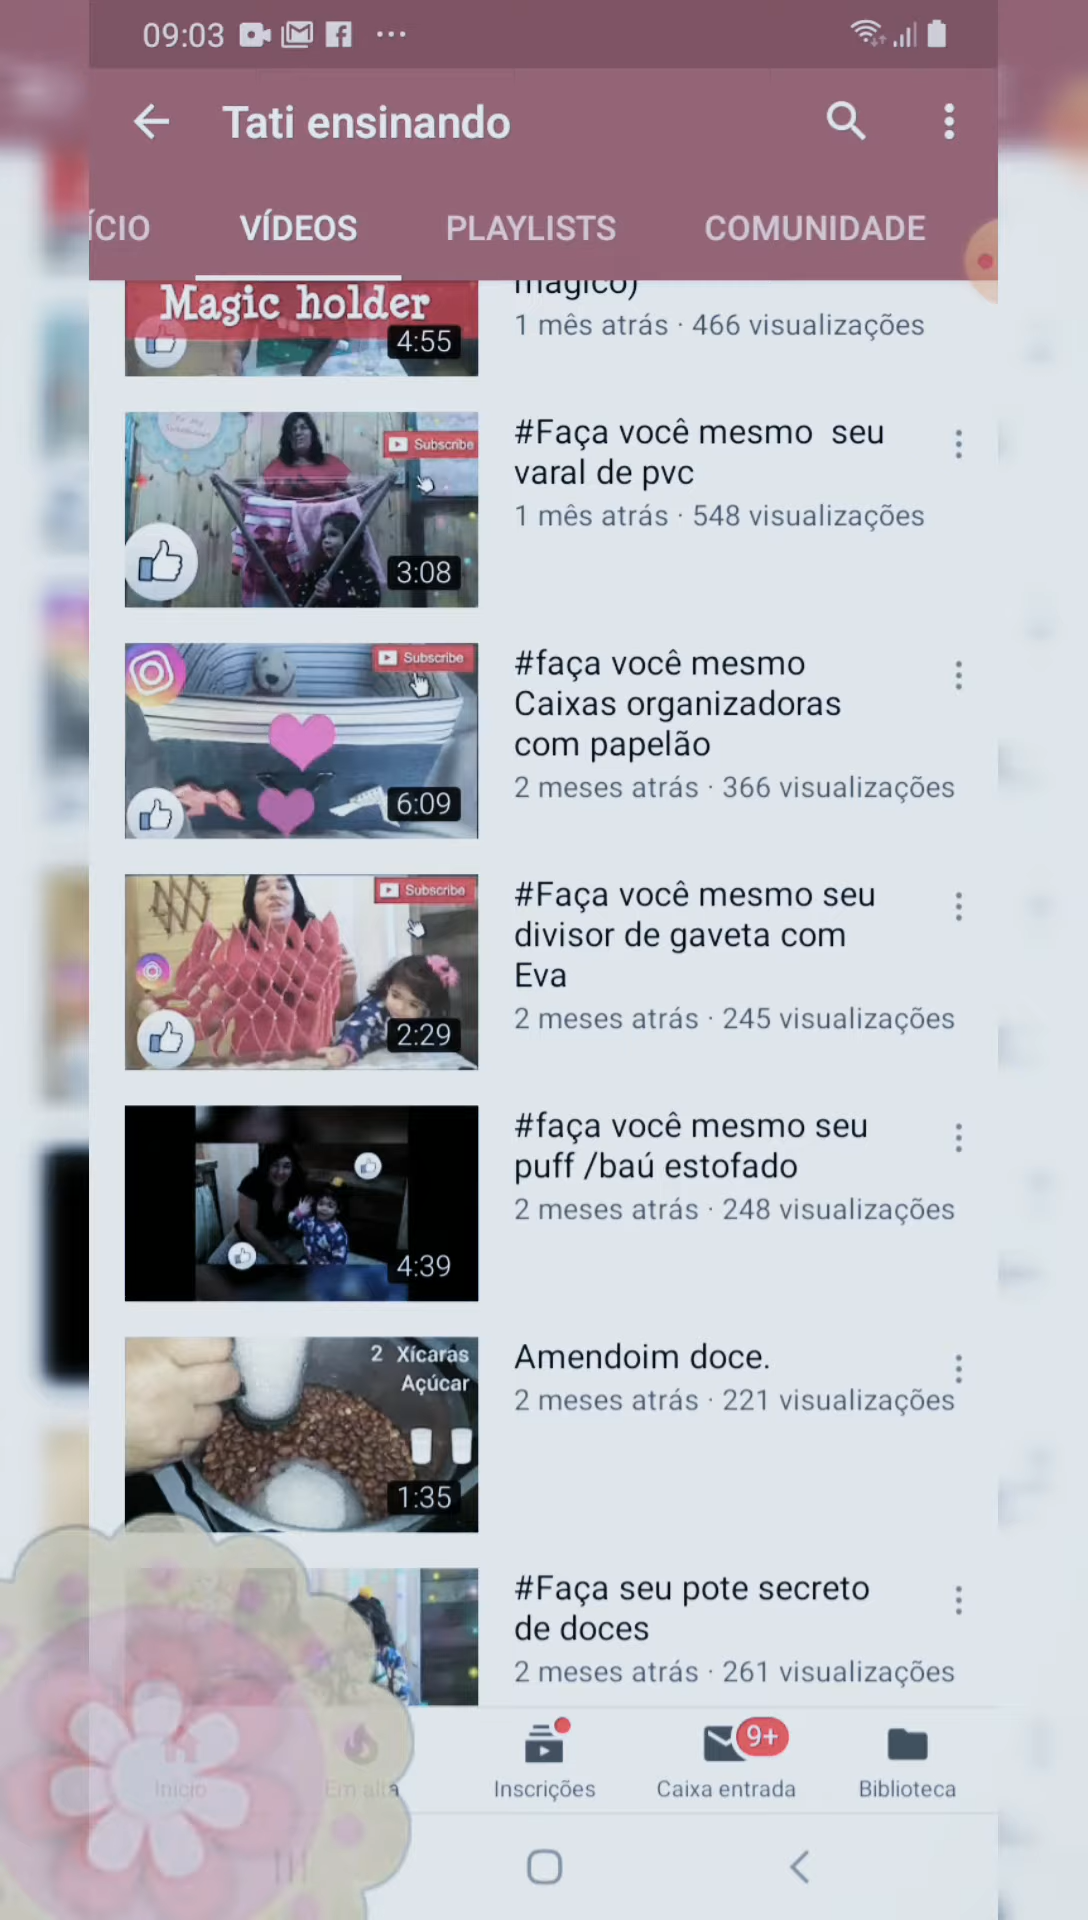 09:03
Tati ensinando
ÍCIO VÍDEOS PLAYLISTS COMUNIDADE
Magic holder
4:55
mágico)
1 mês atrás · 466 visualizações
Subscribe
3:08
#Faça você mesmo seu
varal de pvc
1 mês atrás · 548 visualizações
Subscribe
6:09
#faça você mesmo
Caixas organizadoras
com papelão
2 meses atrás · 366 visualizações
Subscribe
2:29
#Faça você mesmo seu
divisor de gaveta com
Eva
2 meses atrás · 245 visualizações
4:39
#faça você mesmo seu
puff /baú estofado
2 meses atrás · 248 visualizações
2 Xícaras
Açúcar
1:35
Amendoim doce.
2 meses atrás · 221 visualizações
#Faça seu pote secreto
de doces
2 meses atrás · 261 visualizações
9+
Início Em alta Inscrições Caixa entrada Biblioteca